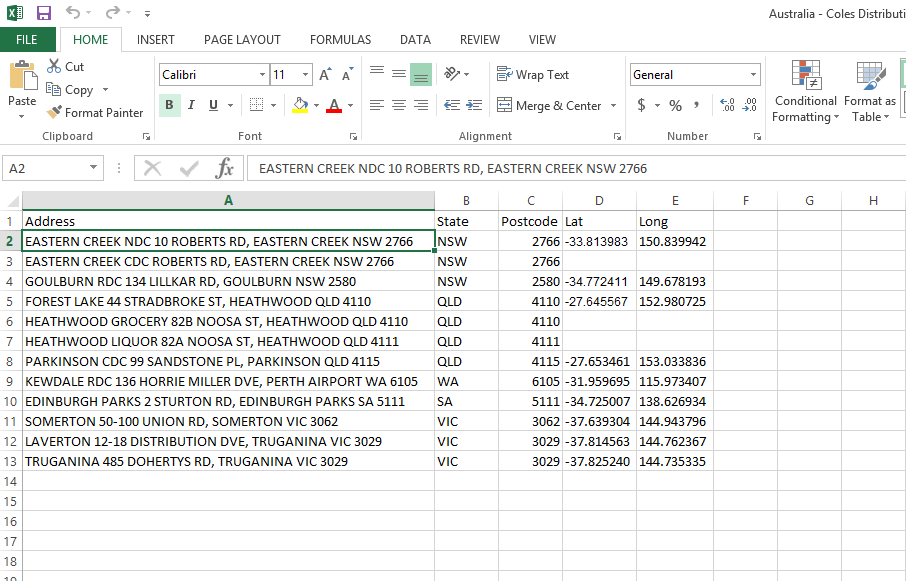 Australia - Coles Distributi
FILE HOME INSERT PAGE LAYOUT FORMULAS DATA REVIEW VIEW
Paste Cut Copy Format Painter
Calibri 11 A A
B I U A
Wrap Text
Merge & Center
General
$ % , .00 .0
Conditional Formatting Format as Table
Clipboard Font Alignment Number
A2 fx EASTERN CREEK NDC 10 ROBERTS RD, EASTERN CREEK NSW 2766
A B C D E F G H
1 Address State Postcode Lat Long
2 EASTERN CREEK NDC 10 ROBERTS RD, EASTERN CREEK NSW 2766 NSW 2766 -33.813983 150.839942
3 EASTERN CREEK CDC ROBERTS RD, EASTERN CREEK NSW 2766 NSW 2766
4 GOULBURN RDC 134 LILLKAR RD, GOULBURN NSW 2580 NSW 2580 -34.772411 149.678193
5 FOREST LAKE 44 STRADBROKE ST, HEATHWOOD QLD 4110 QLD 4110 -27.645567 152.980725
6 HEATHWOOD GROCERY 82B NOOSA ST, HEATHWOOD QLD 4110 QLD 4110
7 HEATHWOOD LIQUOR 82A NOOSA ST, HEATHWOOD QLD 4111 QLD 4111
8 PARKINSON CDC 99 SANDSTONE PL, PARKINSON QLD 4115 QLD 4115 -27.653461 153.033836
9 KEWDALE RDC 136 HORRIE MILLER DVE, PERTH AIRPORT WA 6105 WA 6105 -31.959695 115.973407
10 EDINBURGH PARKS 2 STURTON RD, EDINBURGH PARKS SA 5111 SA 5111 -34.725007 138.626934
11 SOMERTON 50-100 UNION RD, SOMERTON VIC 3062 VIC 3062 -37.639304 144.943796
12 LAVERTON 12-18 DISTRIBUTION DVE, TRUGANINA VIC 3029 VIC 3029 -37.814563 144.762367
13 TRUGANINA 485 DOHERTYS RD, TRUGANINA VIC 3029 VIC 3029 -37.825240 144.735335
14
15
16
17
18